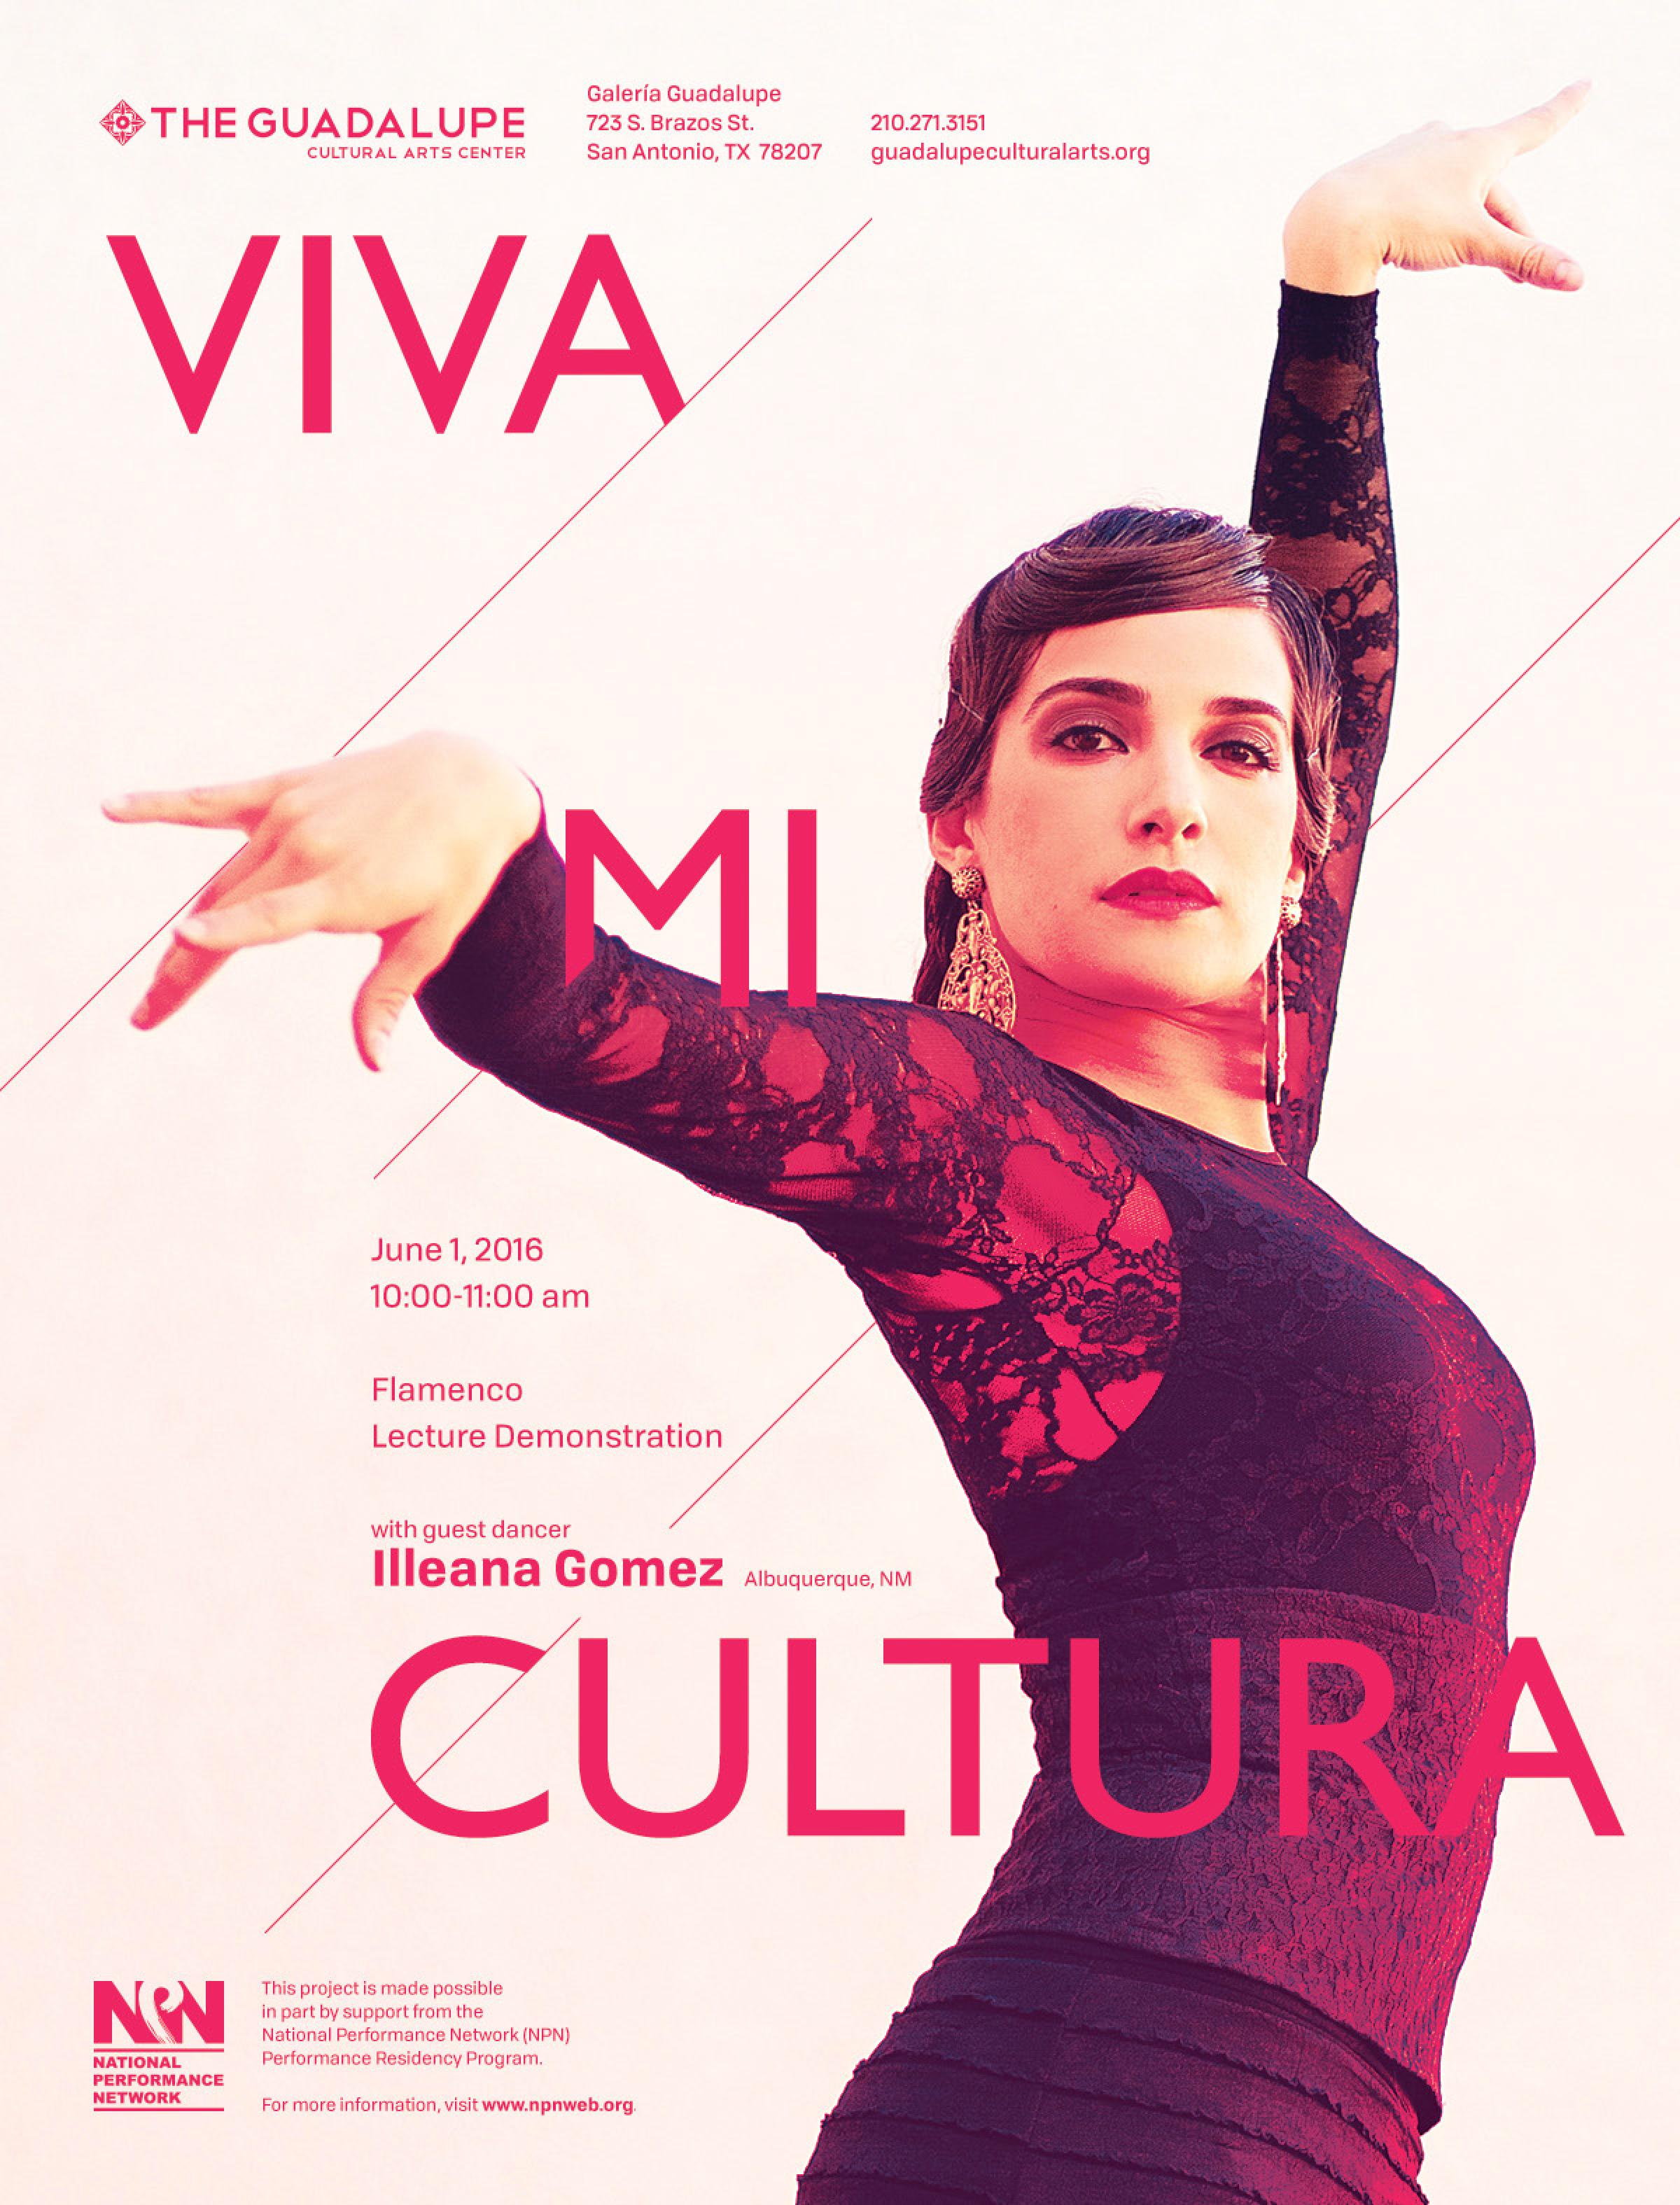 THE GUADALUPE
CULTURAL ARTS CENTER
Galería Guadalupe
723 S. Brazos St.
San Antonio, TX 78207
210.271.3151
guadalupeculturalarts.org
VIVA
MI
June 1, 2016
10:00-11:00 am
Flamenco
Lecture Demonstration
with guest dancer
Illeana Gomez Albuquerque, NM
CULTURA
NPN
NATIONAL
PERFORMANCE
NETWORK
This project is made possible
in part by support from the
National Performance Network (NPN)
Performance Residency Program.
For more information, visit www.npnweb.org.